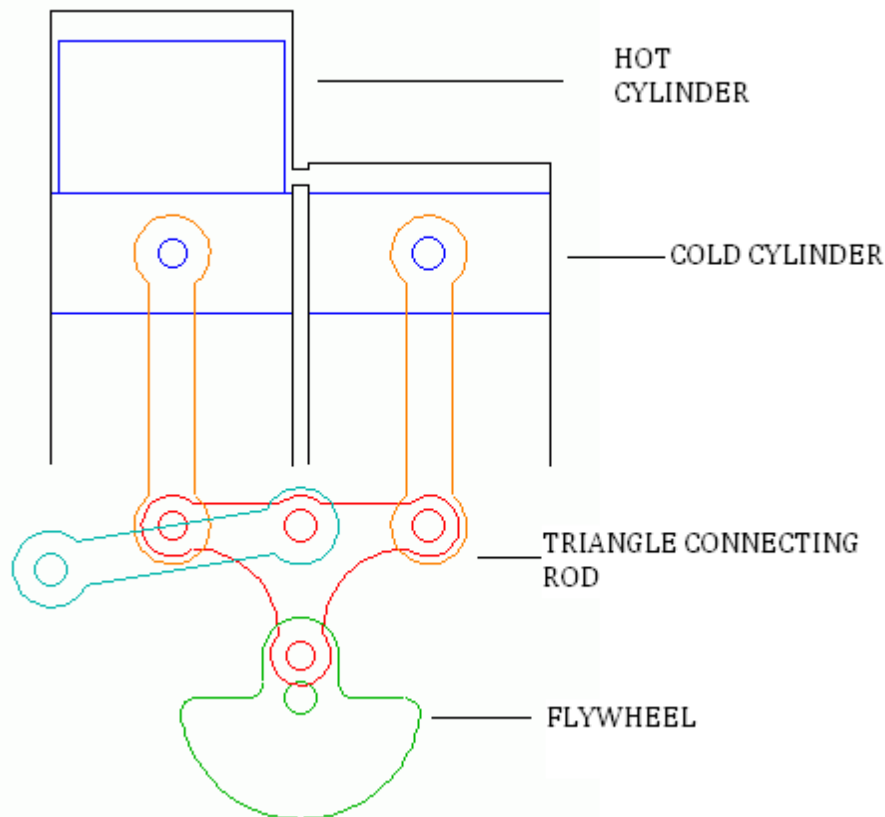 HOT
CYLINDER
COLD CYLINDER
TRIANGLE CONNECTING
ROD
FLYWHEEL